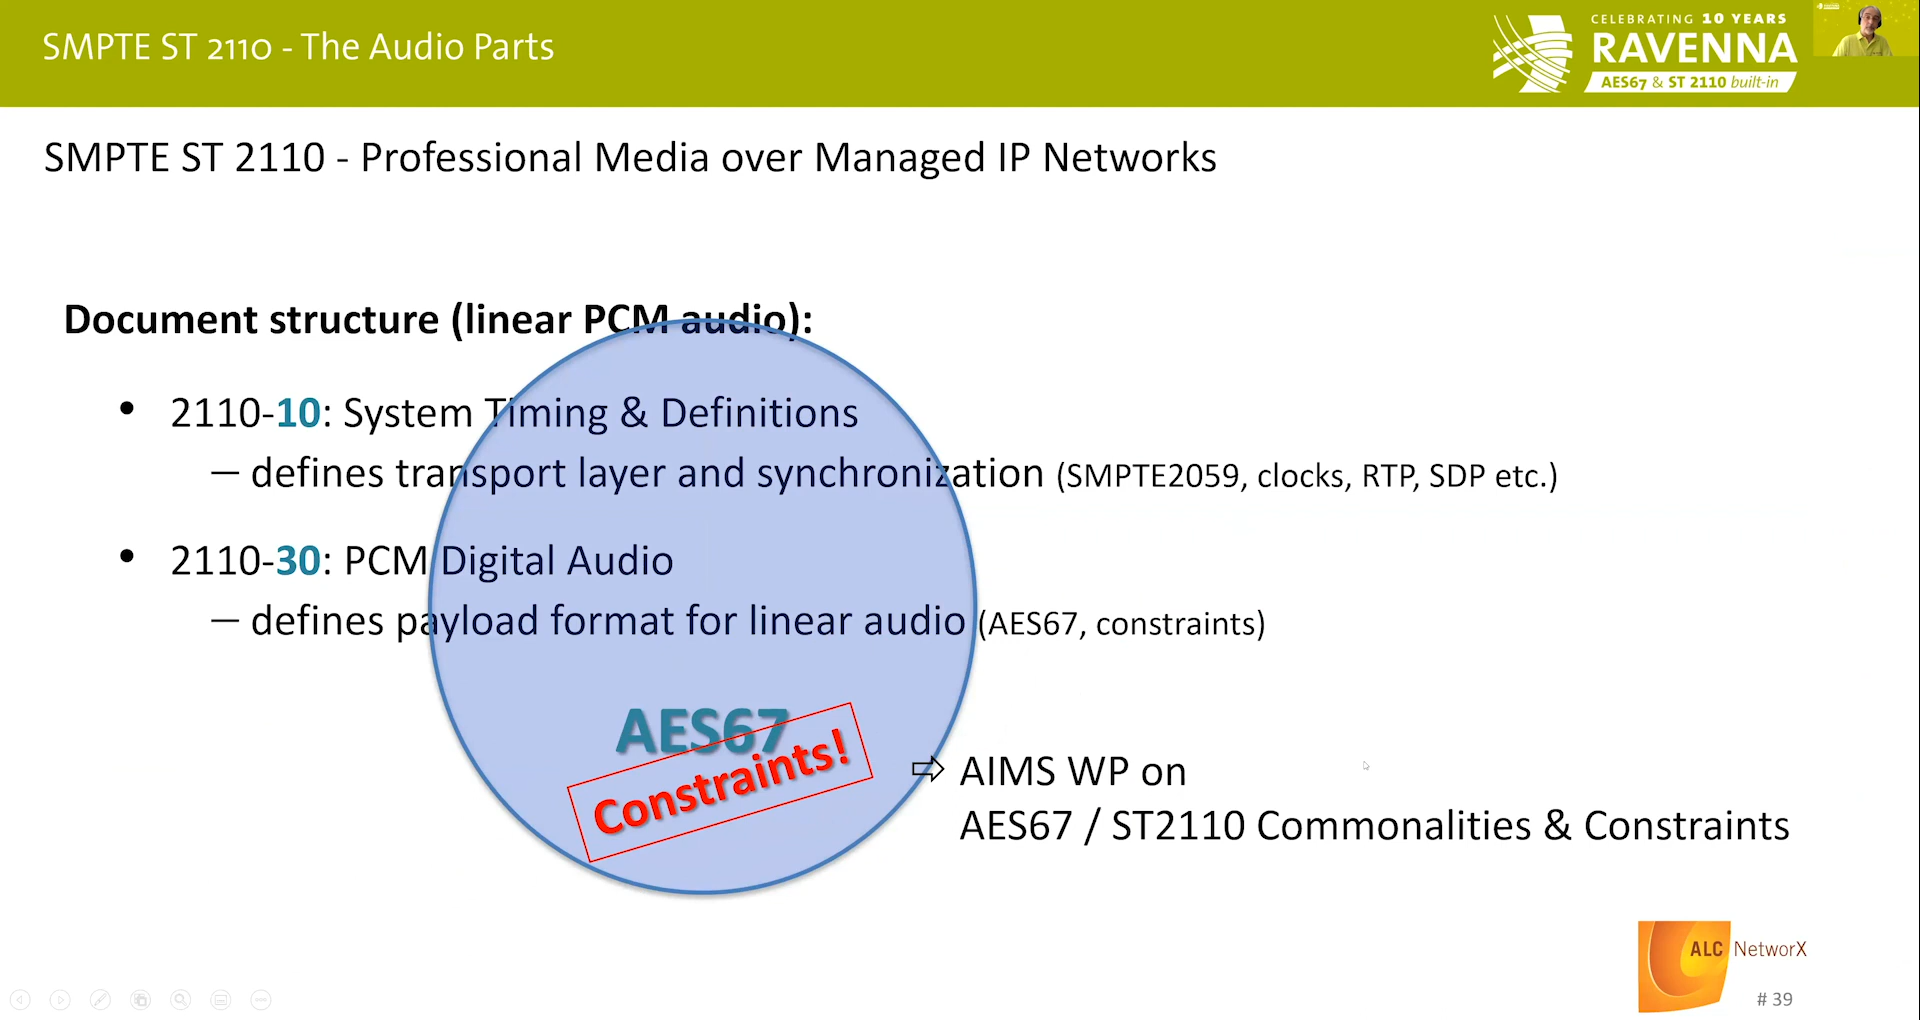 SMPTE ST 2110 - The Audio Parts
CELEBRATING 10 YEARS
RAVENNA
AES67 & ST 2110 built-in
SMPTE ST 2110 - Professional Media over Managed IP Networks
Document structure (linear PCM audio):
• 2110-10: System Timing & Definitions
– defines transport layer and synchronization (SMPTE2059, clocks, RTP, SDP etc.)
• 2110-30: PCM Digital Audio
– defines payload format for linear audio (AES67, constraints)
AES67
Constraints!
⇨ AIMS WP on
AES67 / ST2110 Commonalities & Constraints
ALC NetworX
# 39